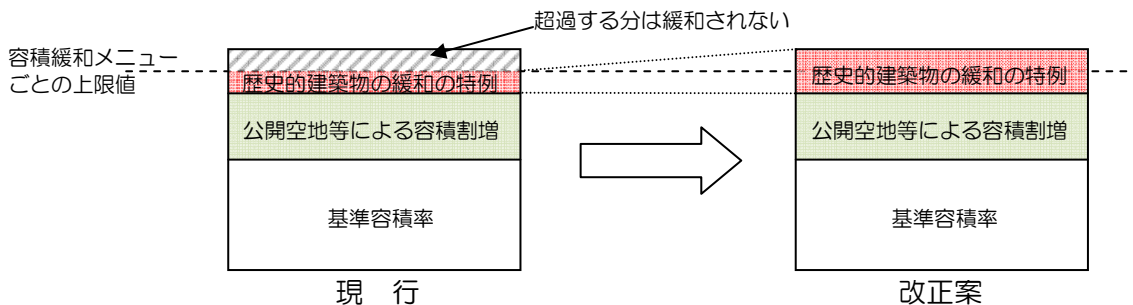 超過する分は緩和されない
容積緩和メニュー
ごとの上限値
歴史的建築物の緩和の特例
公開空地等による容積割増
基準容積率
現 行
歴史的建築物の緩和の特例
公開空地等による容積割増
基準容積率
改正案